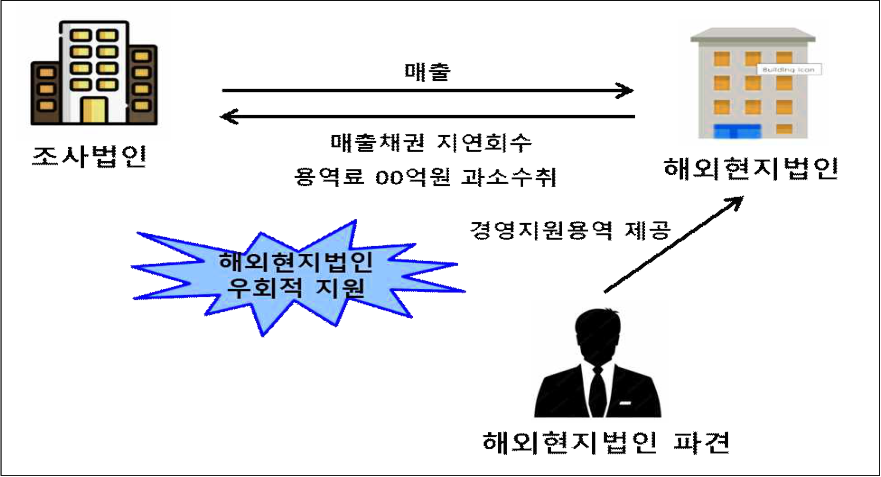 매출
Building icon
조사법인
매출채권 지연회수
용역료 00억원 과소수취
해외현지법인
경영지원용역 제공
해외현지법인
우회적 지원
해외현지법인 파견